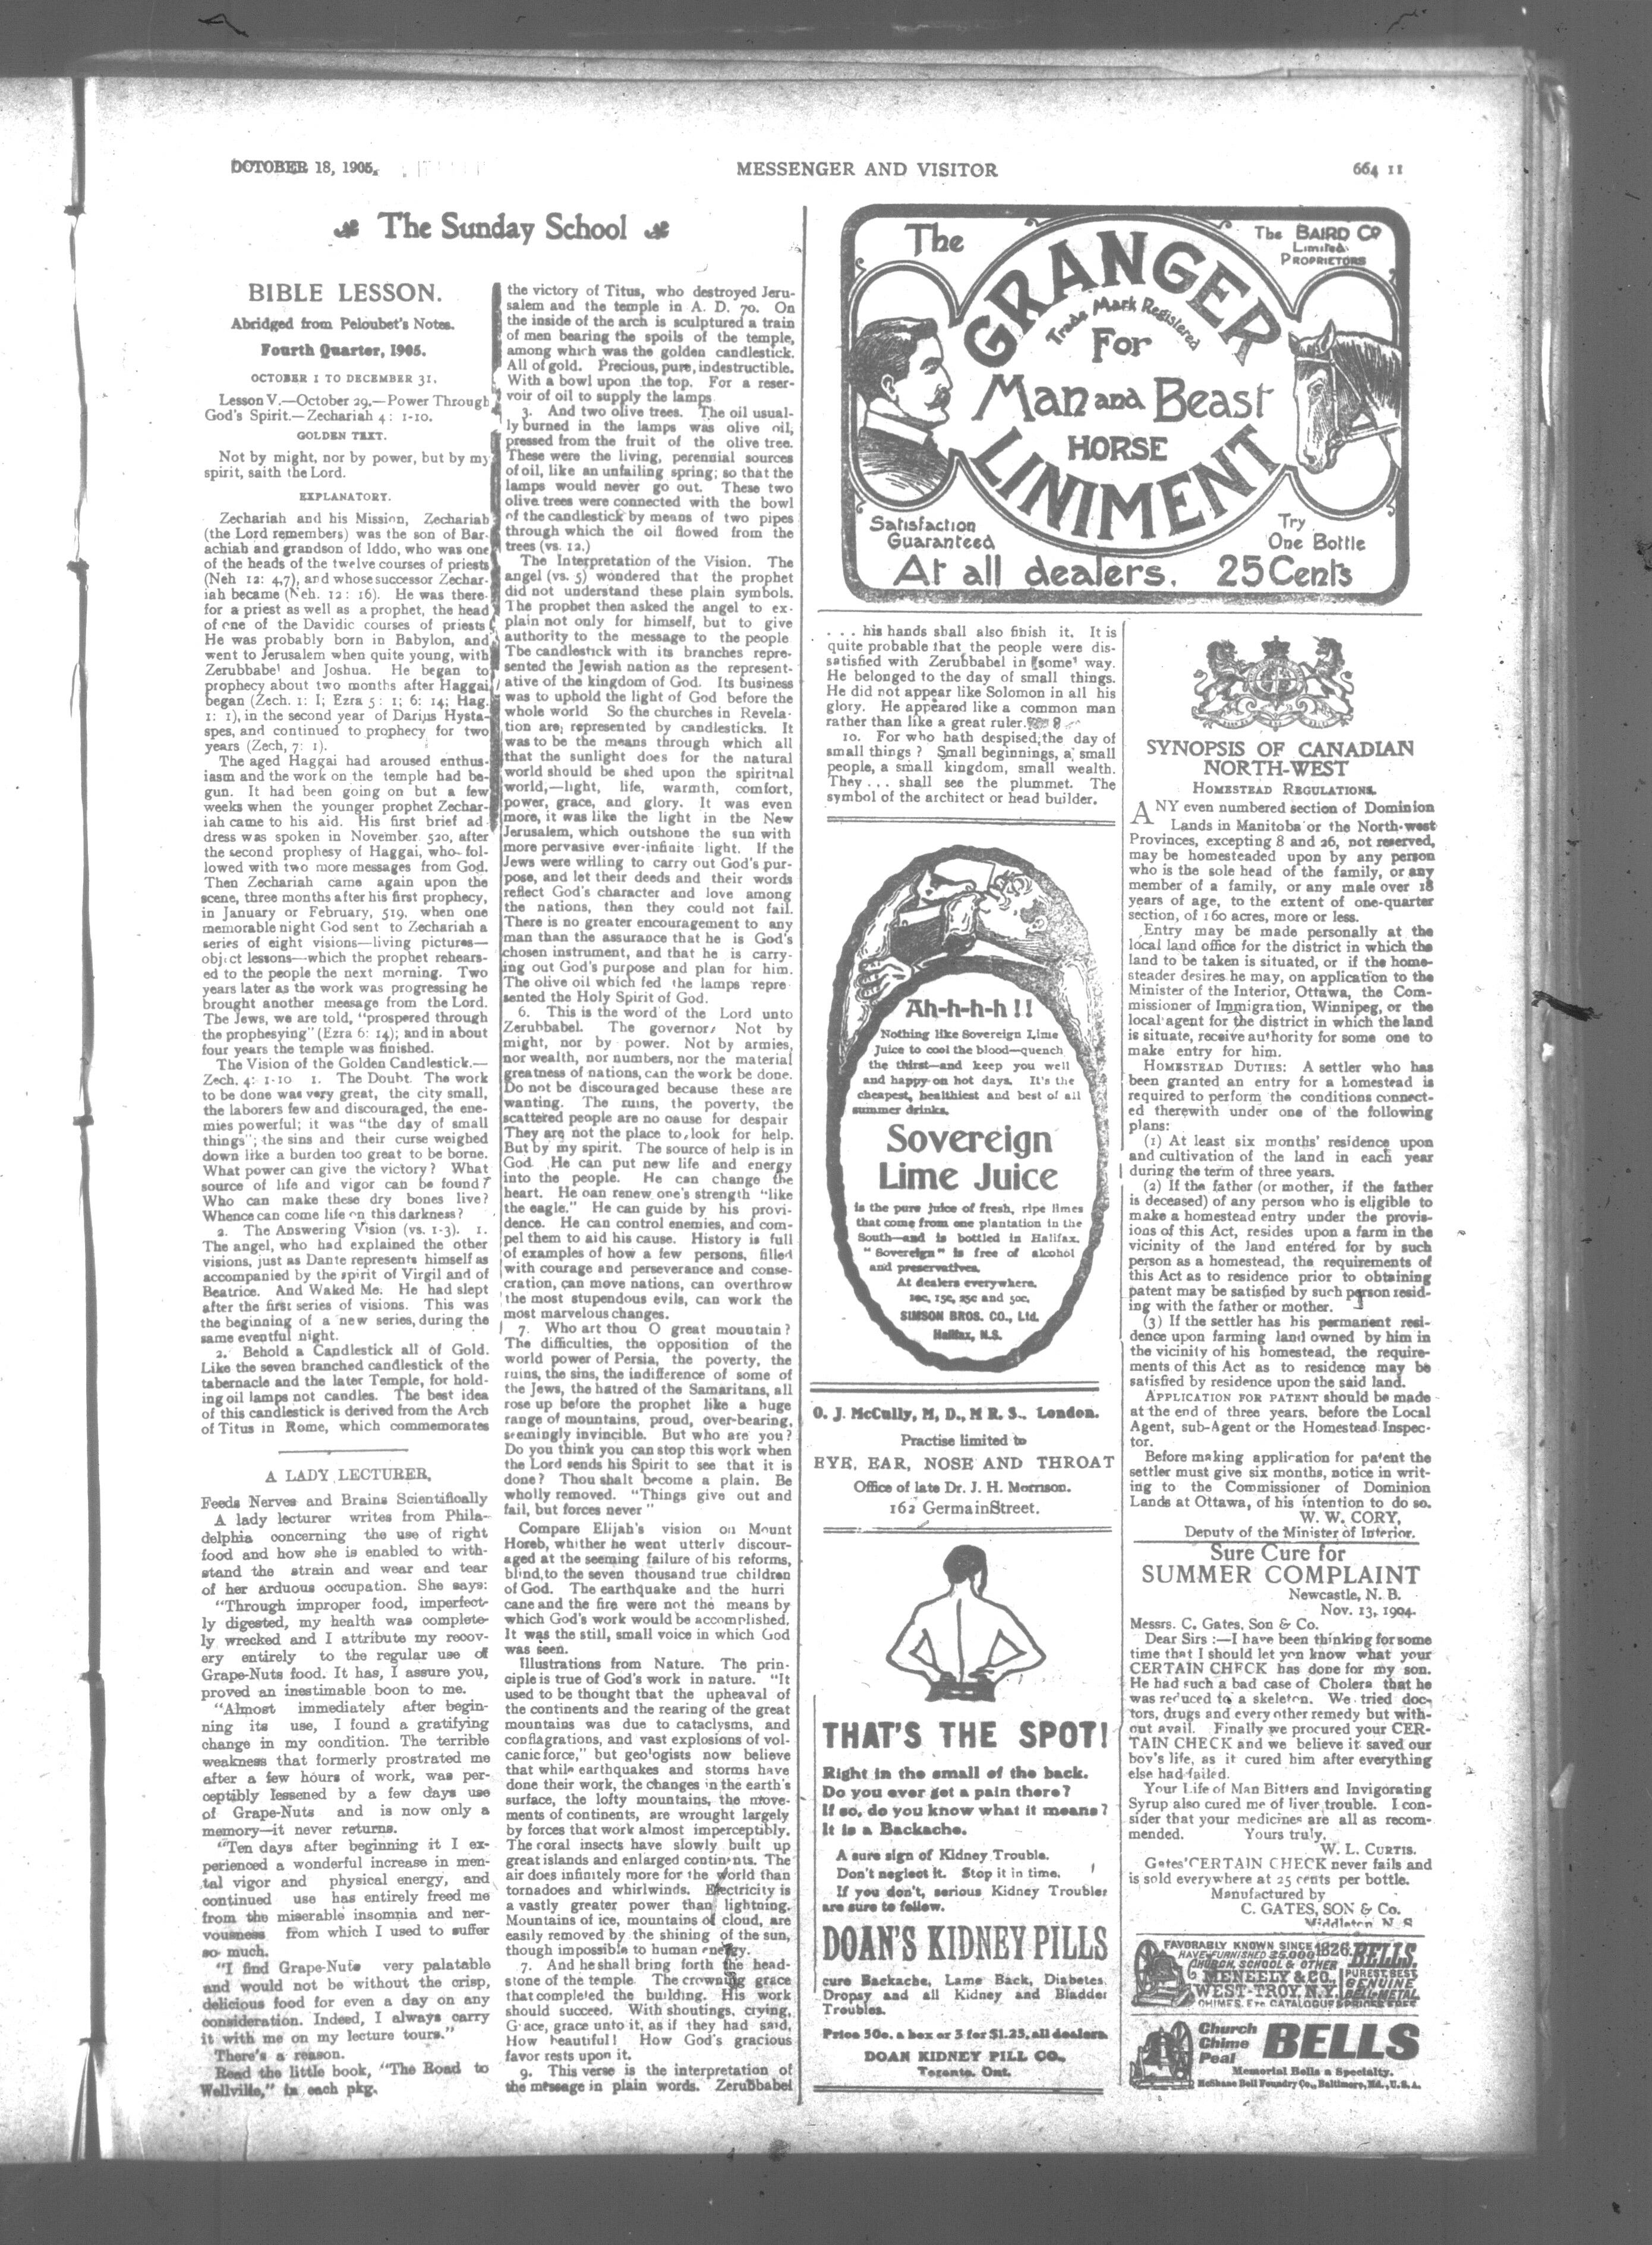 OCTOBER 18, 1905.
MESSENGER AND VISITOR
664 11
The Sunday School
BIBLE LESSON.
Abridged from Peloubet's Notes.
Fourth Quarter, 1905.
OCTOBER 1 TO DECEMBER 31.
Lesson V.—October 29.—Power Through
God's Spirit.—Zechariah 4: 1-10.
GOLDEN TEXT.
Not by might, nor by power, but by my
spirit, saith the Lord.
EXPLANATORY.
Zechariah and his Mission, Zechariah
(the Lord remembers) was the son of Bar-
achiah and grandson of Iddo, who was one
of the heads of the twelve courses of priests
(Neh 12: 4,7), and whose successor Zechar-
iah became (Neh. 12: 16). He was there-
for a priest as well as a prophet, the head
of one of the Davidic courses of priests
He was probably born in Babylon, and
went to Jerusalem when quite young, with
Zerubbabel and Joshua. He began to
prophecy about two months after Haggai
began (Zech. 1: 1; Ezra 5: 1; 6: 14; Hag.
1: 1), in the second year of Darius Hysta-
spes, and continued to prophecy for two
years (Zech, 7: 1).
The aged Haggai had aroused enthus-
iasm and the work on the temple had be-
gun. It had been going on but a few
weeks when the younger prophet Zechar-
iah came to his aid. His first brief ad-
dress was spoken in November 520, after
the second prophesy of Haggai, who fol-
lowed with two more messages from God.
Then Zechariah came again upon the
scene, three months after his first prophecy,
in January or February, 519, when one
memorable night God sent to Zechariah a
series of eight visions—living pictures—
object lessons—which the prophet rehears-
ed to the people the next morning. Two
years later as the work was progressing he
brought another message from the Lord.
The Jews, we are told, "prospered through
the prophesying" (Ezra 6: 14); and in about
four years the temple was finished.
The Vision of the Golden Candlestick.—
Zech. 4: 1-10 1. The Doubt. The work
to be done was very great, the city small,
the laborers few and discouraged, the ene-
mies powerful; it was "the day of small
things"; the sins and their curse weighed
down like a burden too great to be borne.
What power can give the victory? What
source of life and vigor can be found?
Who can make these dry bones live?
Whence can come life on this darkness?
2. The Answering Vision (vs. 1-3). 1.
The angel, who had explained the other
visions, just as Dante represents himself as
accompanied by the spirit of Virgil and of
Beatrice. And Waked Me. He had slept
after the first series of visions. This was
the beginning of a new series, during the
same eventful night.
2. Behold a Candlestick all of Gold.
Like the seven branched candlestick of the
tabernacle and the later Temple, for hold-
ing oil lamps not candles. The best idea
of this candlestick is derived from the Arch
of Titus in Rome, which commemorates
A LADY LECTURER,
Feeds Nerves and Brains Scientifically
A lady lecturer writes from Phila-
delphia concerning the use of right
food and how she is enabled to with-
stand the strain and wear and tear
of her arduous occupation. She says:
"Through improper food, imperfect-
ly digested, my health was complete-
ly wrecked and I attribute my recov-
ery entirely to the regular use of
Grape-Nuts food. It has, I assure you,
proved an inestimable boon to me.
"Almost immediately after begin-
ning its use, I found a gratifying
change in my condition. The terrible
weakness that formerly prostrated me
after a few hours of work, was per-
ceptibly lessened by a few days use
of Grape-Nuts and is now only a
memory—it never returns.
"Ten days after beginning it I ex-
perienced a wonderful increase in men-
tal vigor and physical energy, and
continued use has entirely freed me
from the miserable insomnia and ner-
vousness from which I used to suffer
so much.
"I find Grape-Nuts very palatable
and would not be without the crisp,
delicious food for even a day on any
consideration. Indeed, I always carry
it with me on my lecture tours."
There's a reason.
Read the little book, "The Road to
Wellville," in each pkg.
the victory of Titus, who destroyed Jeru-
salem and the temple in A. D. 70. On
the inside of the arch is sculptured a train
of men bearing the spoils of the temple,
among which was the golden candlestick.
All of gold. Precious, pure, indestructible.
With a bowl upon the top. For a reser-
voir of oil to supply the lamps
3. And two olive trees. The oil usual-
ly burned in the lamps was olive oil,
pressed from the fruit of the olive tree.
These were the living, perennial sources
of oil, like an unfailing spring; so that the
lamps would never go out. These two
olive trees were connected with the bowl
of the candlestick by means of two pipes
through which the oil flowed from the
trees (vs. 12.)
The Interpretation of the Vision. The
angel (vs. 5) wondered that the prophet
did not understand these plain symbols.
The prophet then asked the angel to ex-
plain not only for himself, but to give
authority to the message to the people
Tbe candlestick with its branches repre-
sented the Jewish nation as the represent-
ative of the kingdom of God. Its business
was to uphold the light of God before the
whole world So the churches in Revela-
tion are; represented by candlesticks. It
was to be the means through which all
that the sunlight does for the natural
world should be shed upon the spiritual
world,—light, life, warmth, comfort,
power, grace, and glory. It was even
more, it was like the light in the New
Jerusalem, which outshone the sun with
more pervasive ever-infinite light. If the
Jews were willing to carry out God's pur-
pose, and let their deeds and their words
reflect God's character and love among
the nations, then they could not fail.
There is no greater encouragement to any
man than the assurance that he is God's
chosen instrument, and that he is carry-
ing out God's purpose and plan for him.
The olive oil which fed the lamps repre-
sented the Holy Spirit of God.
6. This is the word of the Lord unto
Zerubbabel. The governor, Not by
might, nor by power. Not by armies,
nor wealth, nor numbers, nor the material
greatness of nations, can the work be done.
Do not be discouraged because these are
wanting. The ruins, the poverty, the
scattered people are no cause for despair
They are not the place to look for help.
But by my spirit. The source of help is in
God He can put new life and energy
into the people. He can change the
heart. He can renew one's strength "like
the eagle." He can guide by his provi-
dence. He can control enemies, and com-
pel them to aid his cause. History is full
of examples of how a few persons, filled
with courage and perseverance and conse-
cration, can move nations, can overthrow
the most stupendous evils, can work the
most marvelous changes.
7. Who art thou O great mountain?
The difficulties, the opposition of the
world power of Persia, the poverty, the
ruins, the sins, the indifference of some of
the Jews, the hatred of the Samaritans, all
rose up before the prophet like a huge
range of mountains, proud, over-bearing,
seemingly invincible. But who are you?
Do you think you can stop this work when
the Lord sends his Spirit to see that it is
done? Thou shalt become a plain. Be
wholly removed. "Things give out and
fail, but forces never"
Compare Elijah's vision on Mount
Horeb, whither he went utterly discour-
aged at the seeming failure of his reforms,
blind,to the seven thousand true children
of God. The earthquake and the hurri
cane and the fire were not the means by
which God's work would be accomplished.
It was the still, small voice in which God
was seen.
Illustrations from Nature. The prin-
ciple is true of God's work in nature. "It
used to be thought that the upheaval of
the continents and the rearing of the great
mountains was due to cataclysms, and
conflagrations, and vast explosions of vol-
canic force," but geologists now believe
that while earthquakes and storms have
done their work, the changes in the earth's
surface, the lofty mountains, the move-
ments of continents, are wrought largely
by forces that work almost imperceptibly.
The coral insects have slowly built up
great islands and enlarged continents. The
air does infinitely more for the world than
tornadoes and whirlwinds. Electricity is
a vastly greater power than lightning.
Mountains of ice, mountains of cloud, are
easily removed by the shining of the sun,
though impossible to human energy.
7. And he shall bring forth the head-
stone of the temple The crowning grace
that completed the building. His work
should succeed. With shoutings, crying,
Grace, grace unto it, as if they had said,
How beautiful! How God's gracious
favor rests upon it.
9. This verse is the interpretation of
the message in plain words. Zerubbabel
The
GRANGER
Trade Mark Registered
For
Man and Beast
HORSE
LINIMENT
The BAIRD Co
Limited
PROPRIETORS
Satisfaction
Guaranteed
Try
One Bottle
At all dealers. 25 Cents
. . . his hands shall also finish it. It is
quite probable that the people were dis-
satisfied with Zerubbabel in some way.
He belonged to the day of small things.
He did not appear like Solomon in all his
glory. He appeared like a common man
rather than like a great ruler.
10. For who hath despised the day of
small things? Small beginnings, a small
people, a small kingdom, small wealth.
They . . . shall see the plummet. The
symbol of the architect or head builder.
Ah-h-h-h !!
Nothing like Sovereign Lime
Juice to cool the blood—quench
the thirst—and keep you well
and happy on hot days. It's the
cheapest, healthiest and best of all
summer drinks.
Sovereign
Lime Juice
is the pure juice of fresh, ripe limes
that come from one plantation in the
South—and is bottled in Halifax.
"Sovereign" is free of alcohol
and preservatives.
At dealers everywhere.
10c, 15c, 25c and 50c.
SIMSON BROS. CO., Ltd.
Halifax, N.S.
O. J. McCully, M, D., M R. S., London.
Practise limited to
EYE, EAR, NOSE AND THROAT
Office of late Dr. J. H. Morrison.
162 GermainStreet.
THAT'S THE SPOT!
Right in the small of the back.
Do you ever get a pain there?
If so, do you know what it means?
It is a Backache.
A sure sign of Kidney Trouble.
Don't neglect it. Stop it in time.
If you don't, serious Kidney Troubles
are sure to follow.
DOAN'S KIDNEY PILLS
cure Backache, Lame Back, Diabetes
Dropsy and all Kidney and Bladder
Troubles.
Price 50c. a box or 3 for $1.25, all dealers.
DOAN KIDNEY PILL CO.,
Toronto, Ont.
SYNOPSIS OF CANADIAN
NORTH-WEST
HOMESTEAD REGULATIONS.
ANY even numbered section of Dominion
Lands in Manitoba or the North-west
Provinces, excepting 8 and 26, not reserved,
may be homesteaded upon by any person
who is the sole head of the family, or any
member of a family, or any male over 18
years of age, to the extent of one-quarter
section, of 160 acres, more or less.
Entry may be made personally at the
local land office for the district in which the
land to be taken is situated, or if the home-
steader desires he may, on application to the
Minister of the Interior, Ottawa, the Com-
missioner of Immigration, Winnipeg, or the
local agent for the district in which the land
is situate, receive authority for some one to
make entry for him.
HOMESTEAD DUTIES: A settler who has
been granted an entry for a homestead is
required to perform the conditions connect-
ed therewith under one of the following
plans:
(1) At least six months' residence upon
and cultivation of the land in each year
during the term of three years.
(2) If the father (or mother, if the father
is deceased) of any person who is eligible to
make a homestead entry under the provis-
ions of this Act, resides upon a farm in the
vicinity of the land entered for by such
person as a homestead, the requirements of
this Act as to residence prior to obtaining
patent may be satisfied by such person resid-
ing with the father or mother.
(3) If the settler has his permanent resi-
dence upon farming land owned by him in
the vicinity of his homestead, the require-
ments of this Act as to residence may be
satisfied by residence upon the said land.
APPLICATION FOR PATENT should be made
at the end of three years, before the Local
Agent, sub-Agent or the Homestead Inspec-
tor.
Before making application for patent the
settler must give six months, notice in writ-
ing to the Commissioner of Dominion
Lands at Ottawa, of his intention to do so.
W. W. CORY,
Deputy of the Minister of Interior.
Sure Cure for
SUMMER COMPLAINT
Newcastle, N. B.
Nov. 13, 1904.
Messrs. C. Gates, Son & Co.
Dear Sirs:—I have been thinking for some
time that I should let you know what your
CERTAIN CHECK has done for my son.
He had such a bad case of Cholera that he
was reduced to a skeleton. We tried doc-
tors, drugs and every other remedy but with-
out avail. Finally we procured your CER-
TAIN CHECK and we believe it saved our
boy's life, as it cured him after everything
else had failed.
Your Life of Man Bitters and Invigorating
Syrup also cured me of liver trouble. I con-
sider that your medicines are all as recom-
mended. Yours truly,
W. L. CURTIS.
Gates' CERTAIN CHECK never fails and
is sold everywhere at 25 cents per bottle.
Manufactured by
C. GATES, SON & Co.
Middleton N S
FAVORABLY KNOWN SINCE 1826. BELLS.
HAVE FURNISHED 35.000
CHURCH, SCHOOL & OTHER
MENEELY & CO., PUREST, BEST,
GENUINE
WEST-TROY, N.Y. BELL-METAL
CHIMES, ETC. CATALOGUE & PRICES FREE
Church
Chime
Peal
BELLS
Memorial Bells a Specialty.
McShane Bell Foundry Co., Baltimore, Md., U.S.A.